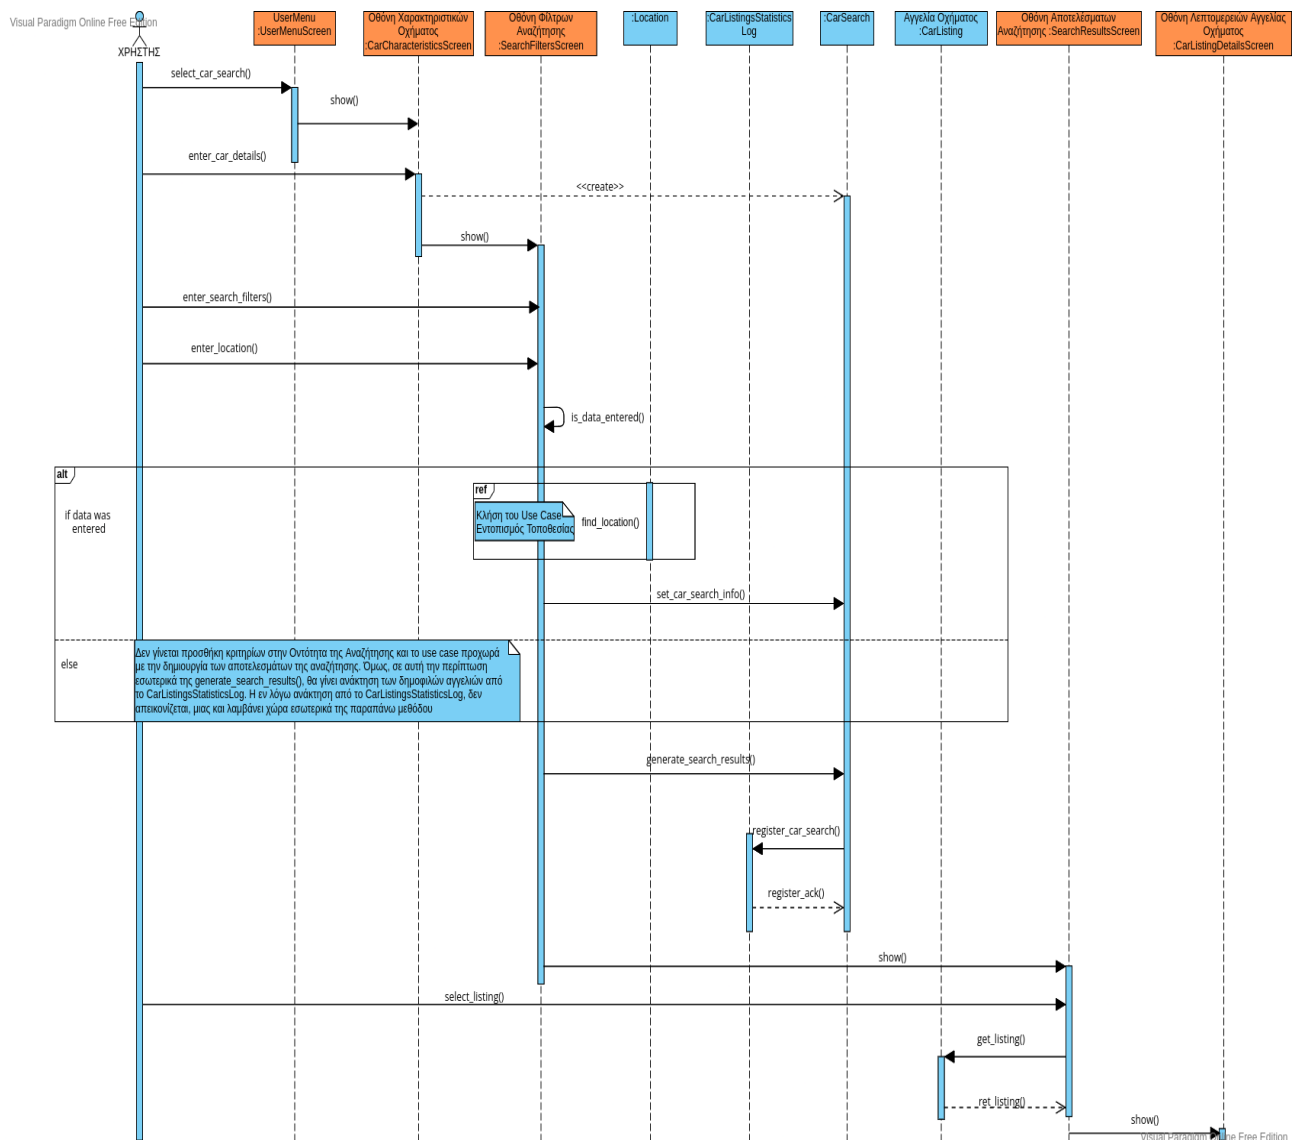 Visual Paradigm Online Free Edition
ΧΡΗΣΤΗΣ
UserMenu
:UserMenuScreen
Οθόνη Χαρακτηριστικών
Οχήματος
:CarCharacteristicsScreen
Οθόνη Φίλτρων
Αναζήτησης
:SearchFiltersScreen
:Location
:CarListingsStatistics
Log
:CarSearch
Αγγελία Οχήματος
:CarListing
Οθόνη Αποτελέσματων
Αναζήτησης :SearchResultsScreen
Οθόνη Λεπτομερειών Αγγελίας
Οχήματος
:CarListingDetailsScreen
select_car_search()
show()
enter_car_details()
<<create>>
show()
enter_search_filters()
enter_location()
is_data_entered()
alt
if data was
entered
ref
Κλήση του Use Case
Εντοπισμός Τοποθεσίας
find_location()
set_car_search_info()
else
Δεν γίνεται προσθήκη κριτηρίων στην Οντότητα της Αναζήτησης και το use case προχωρά
με την δημιουργία των αποτελεσμάτων της αναζήτησης. Όμως, σε αυτή την περίπτωση
εσωτερικά της generate_search_results(), θα γίνει ανάκτηση των δημοφιλών αγγελιών από
το CarListingsStatisticsLog. Η εν λόγω ανάκτηση από το CarListingsStatisticsLog, δεν
απεικονίζεται, μιας και λαμβάνει χώρα εσωτερικά της παραπάνω μεθόδου
generate_search_results()
register_car_search()
register_ack()
show()
select_listing()
get_listing()
ret_listing()
show()
Visual Paradigm Online Free Edition